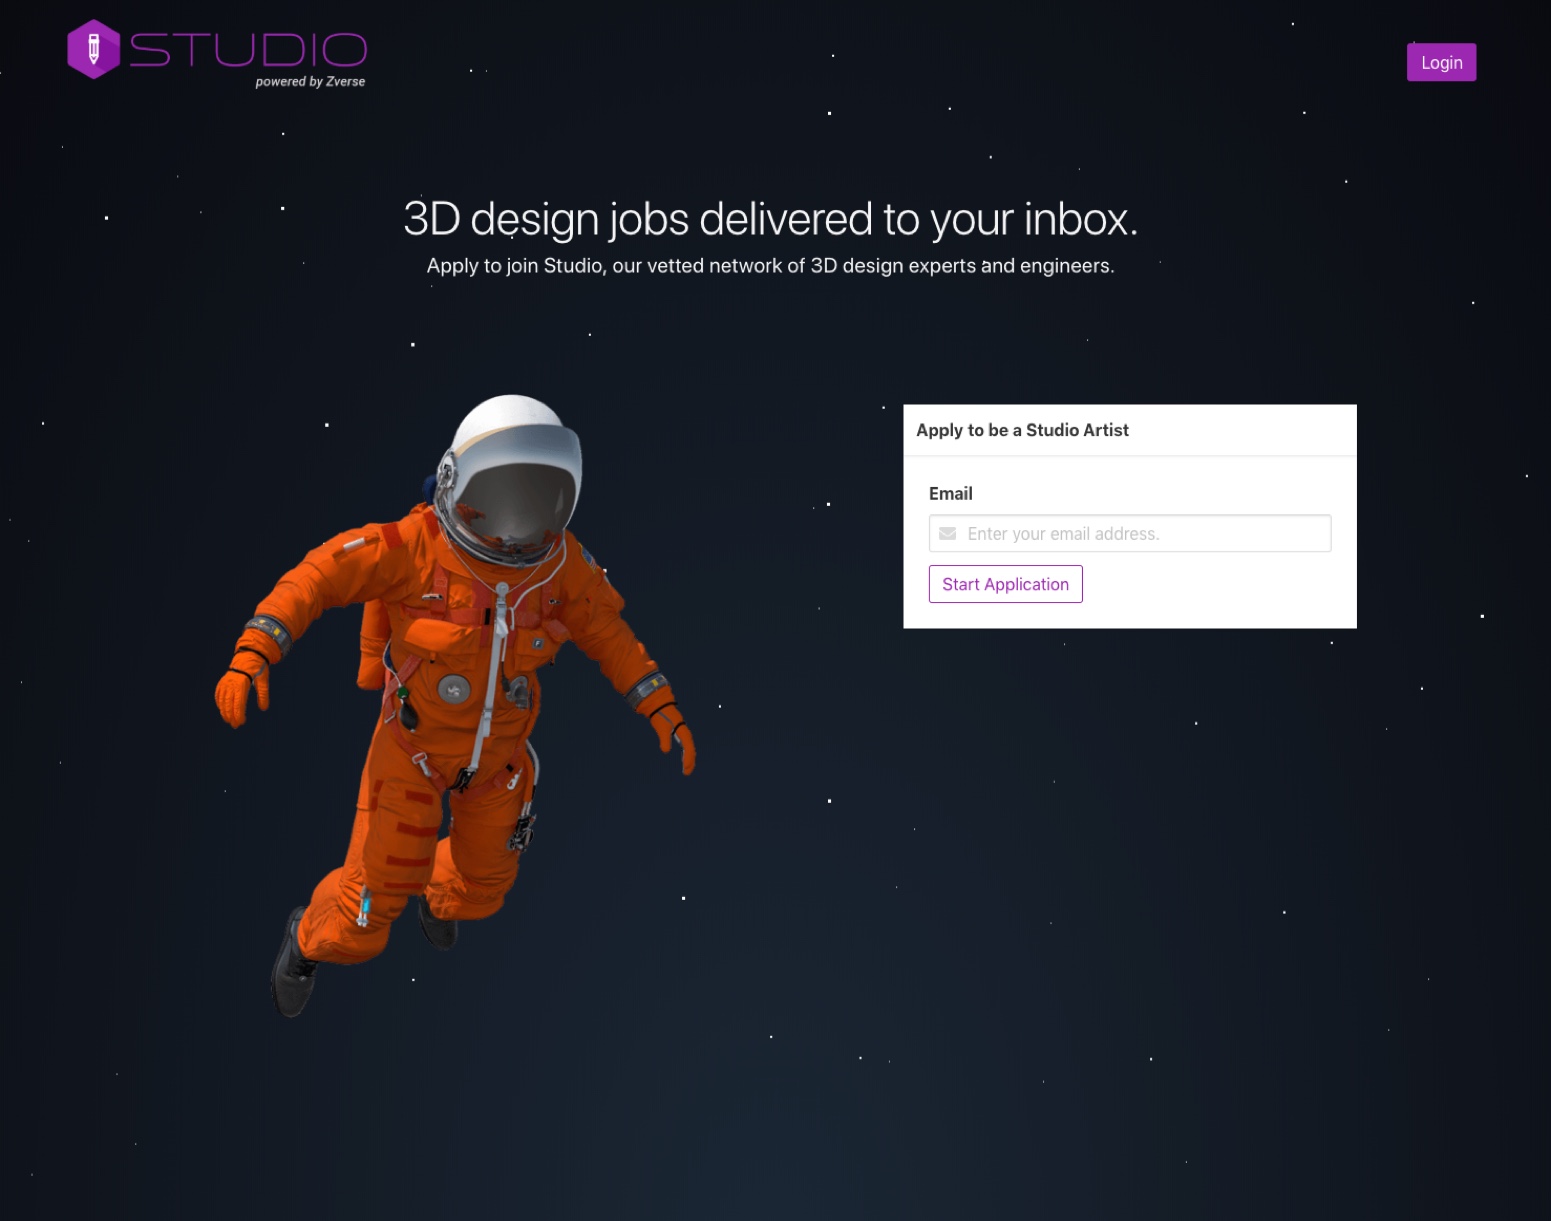 STUDIO
powered by Zverse
Login
3D design jobs delivered to your inbox.
Apply to join Studio, our vetted network of 3D design experts and engineers.
Apply to be a Studio Artist
Email
Enter your email address.
Start Application